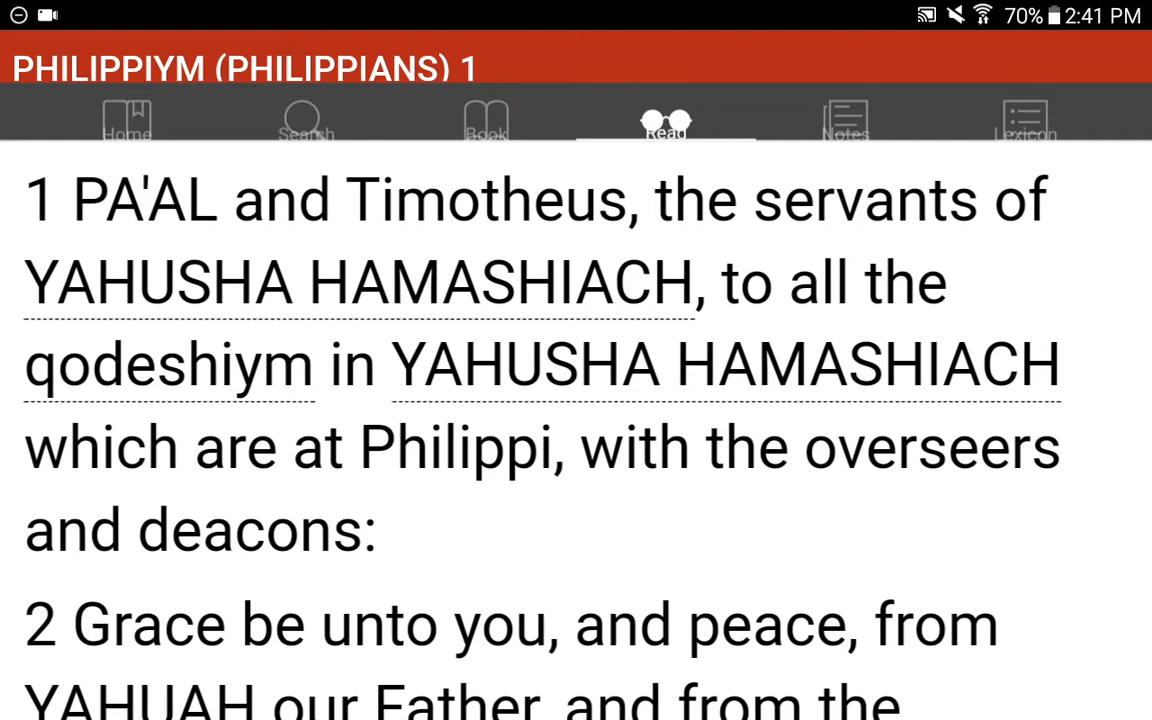 70% 2:41 PM
PHILIPPIYM (PHILIPPIANS) 1
Home Search Book Read Notes Lexicon
1 PA'AL and Timotheus, the servants of
YAHUSHA HAMASHIACH, to all the
qodeshiym in YAHUSHA HAMASHIACH
which are at Philippi, with the overseers
and deacons:
2 Grace be unto you, and peace, from
YAHUAH our Father, and from the